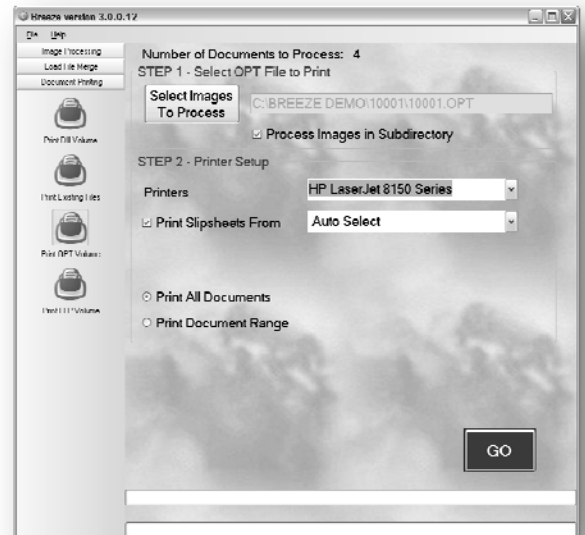 Breeze version 3.0.0.12
File Help
Image Processing
Load File Merge
Document Printing
Print DII Volume
Print Existing Files
Print OPT Volume
Print LFP Volume
Number of Documents to Process: 4
STEP 1 - Select OPT File to Print
Select Images
To Process
C:\BREEZE DEMO\10001\10001.OPT
Process Images in Subdirectory
STEP 2 - Printer Setup
Printers
HP LaserJet 8150 Series
Print Slipsheets From
Auto Select
Print All Documents
Print Document Range
GO